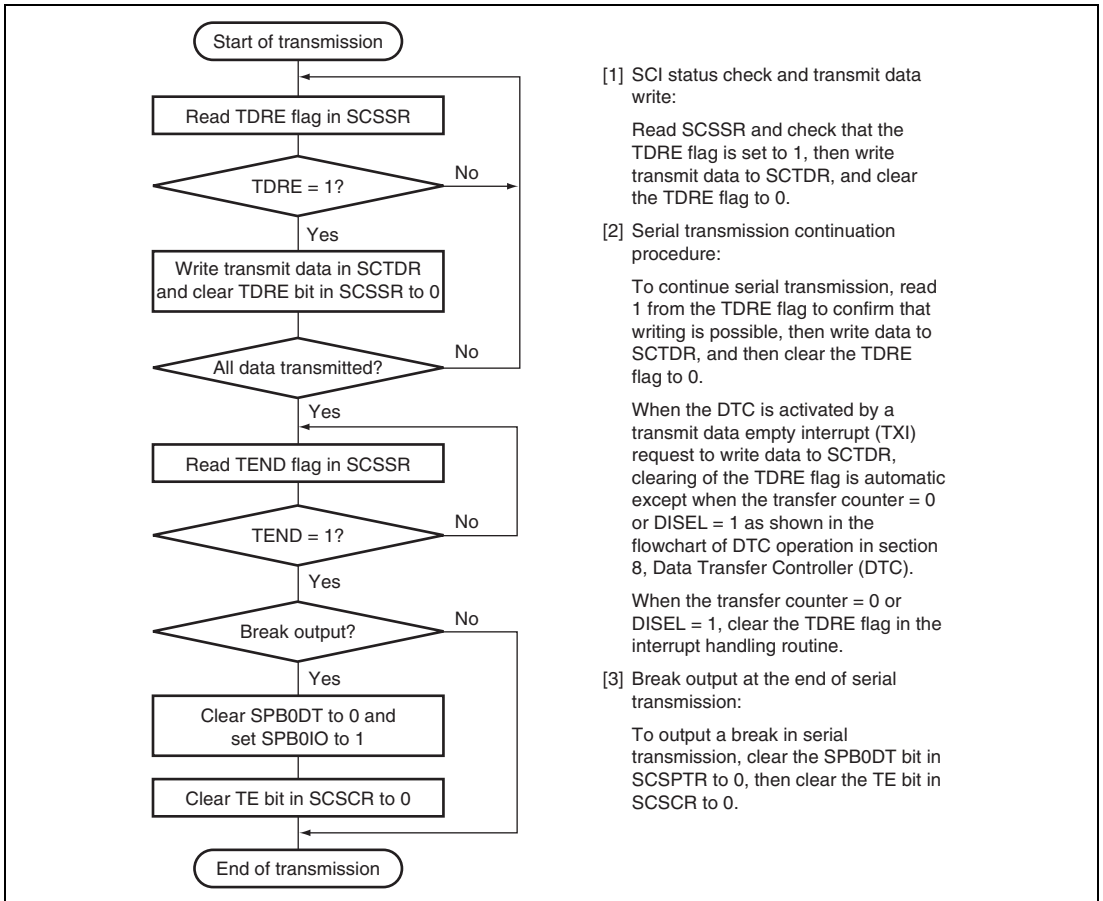 Start of transmission
Read TDRE flag in SCSSR
TDRE = 1?
No
Yes
Write transmit data in SCTDR
and clear TDRE bit in SCSSR to 0
All data transmitted?
No
Yes
Read TEND flag in SCSSR
TEND = 1?
No
Yes
Break output?
No
Yes
Clear SPB0DT to 0 and
set SPB0IO to 1
Clear TE bit in SCSCR to 0
End of transmission
[1] SCI status check and transmit data
write:
Read SCSSR and check that the
TDRE flag is set to 1, then write
transmit data to SCTDR, and clear
the TDRE flag to 0.
[2] Serial transmission continuation
procedure:
To continue serial transmission, read
1 from the TDRE flag to confirm that
writing is possible, then write data to
SCTDR, and then clear the TDRE
flag to 0.
When the DTC is activated by a
transmit data empty interrupt (TXI)
request to write data to SCTDR,
clearing of the TDRE flag is automatic
except when the transfer counter = 0
or DISEL = 1 as shown in the
flowchart of DTC operation in section
8, Data Transfer Controller (DTC).
When the transfer counter = 0 or
DISEL = 1, clear the TDRE flag in the
interrupt handling routine.
[3] Break output at the end of serial
transmission:
To output a break in serial
transmission, clear the SPB0DT bit in
SCSPTR to 0, then clear the TE bit in
SCSCR to 0.